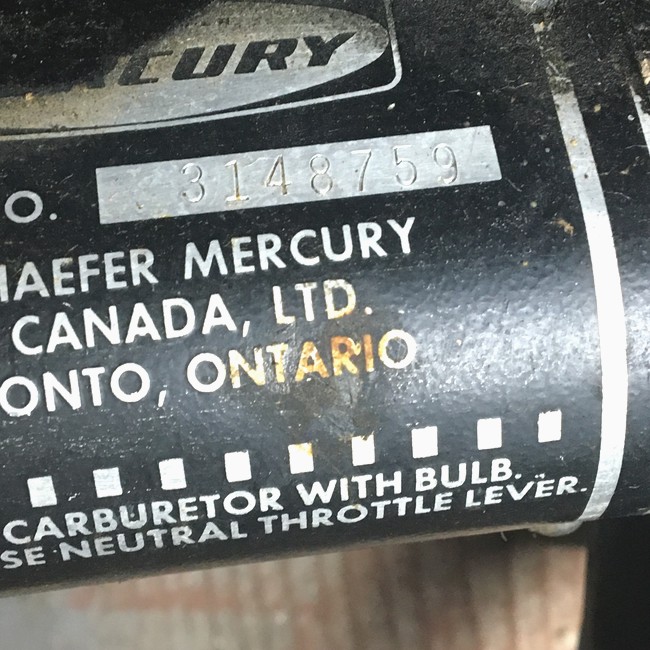 CURY
O. 3148759
HAEFER MERCURY
CANADA, LTD.
ONTO, ONTARIO
CARBURETOR WITH BULB.
SE NEUTRAL THROTTLE LEVER.